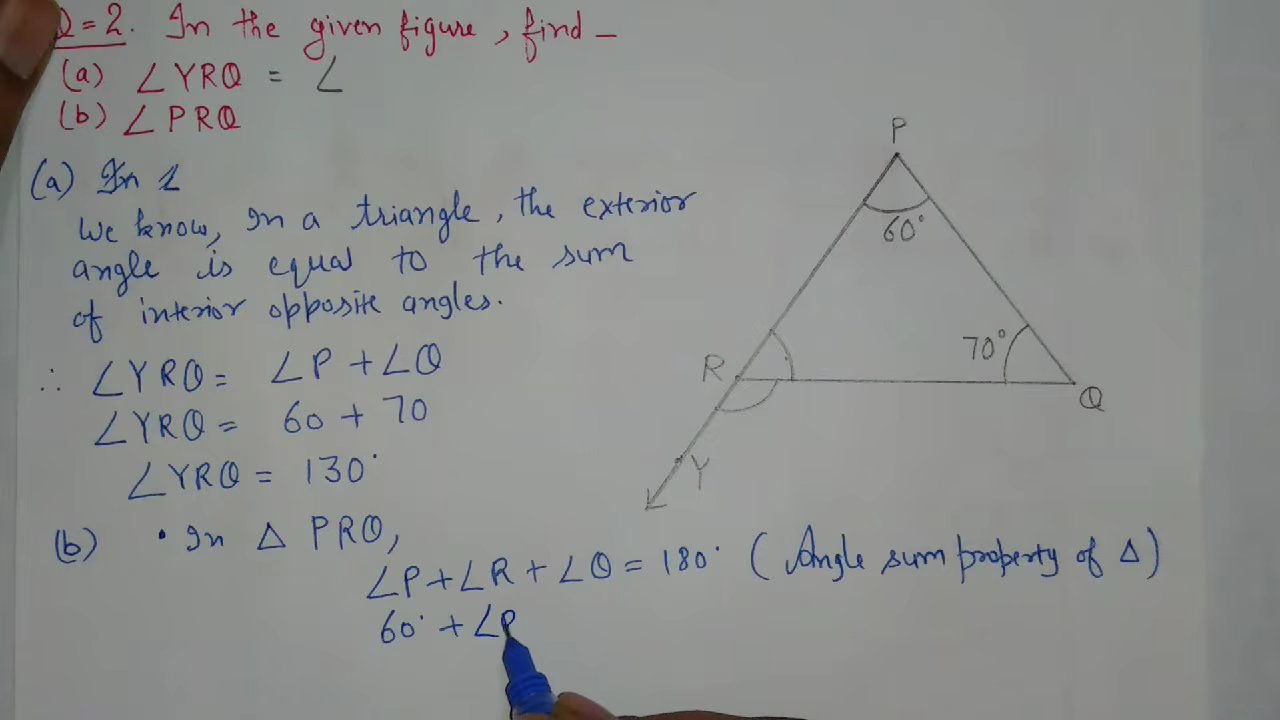 Q=2. In the given figure, find –
(a) ∠YRQ = ∠
(b) ∠PRQ
(a) In
We know, In a triangle, the exterior
angle is equal to the sum
of interior opposite angles.
∴ ∠YRQ = ∠P + ∠Q
∠YRQ = 60 + 70
∠YRQ = 130°
(b) • In Δ PRQ,
∠P + ∠R + ∠Q = 180° (Angle sum property of Δ)
60° + ∠P
P
60°
70°
R
Q
Y